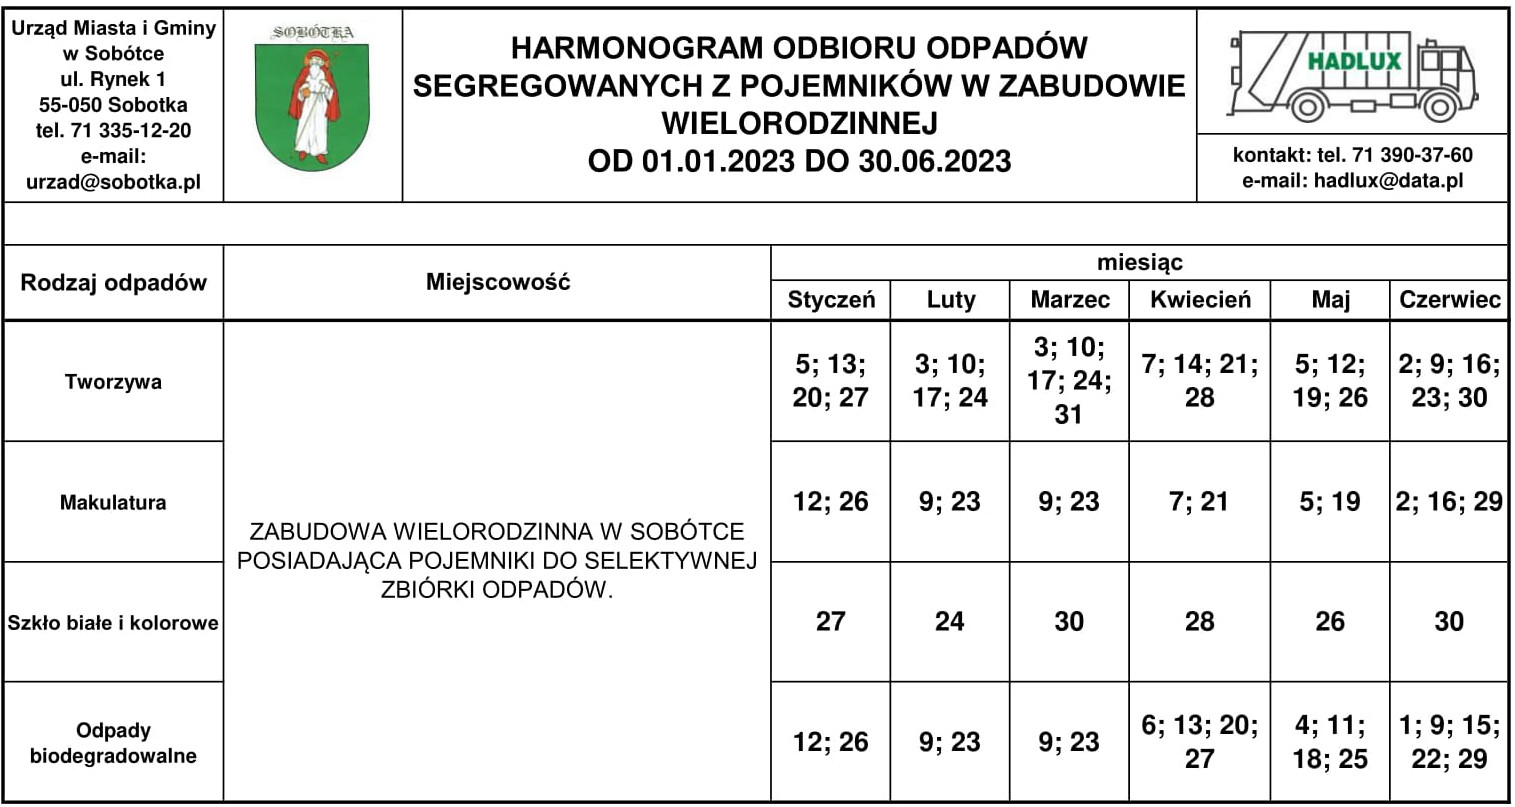 Urząd Miasta i Gminy
w Sobótce
ul. Rynek 1
55-050 Sobotka
tel. 71 335-12-20
e-mail:
urzad@sobotka.pl
SOBÓTKA
HARMONOGRAM ODBIORU ODPADÓW
SEGREGOWANYCH Z POJEMNIKÓW W ZABUDOWIE
WIELORODZINNEJ
OD 01.01.2023 DO 30.06.2023
HADLUX
kontakt: tel. 71 390-37-60
e-mail: hadlux@data.pl
Rodzaj odpadów
Miejscowość
miesiąc
Styczeń
Luty
Marzec
Kwiecień
Maj
Czerwiec
Tworzywa
5; 13;
20; 27
3; 10;
17; 24
3; 10;
17; 24;
31
7; 14; 21;
28
5; 12;
19; 26
2; 9; 16;
23; 30
Makulatura
12; 26
9; 23
9; 23
7; 21
5; 19
2; 16; 29
ZABUDOWA WIELORODZINNA W SOBÓTCE
POSIADAJĄCA POJEMNIKI DO SELEKTYWNEJ
ZBIÓRKI ODPADÓW.
Szkło białe i kolorowe
27
24
30
28
26
30
Odpady
biodegradowalne
12; 26
9; 23
9; 23
6; 13; 20;
27
4; 11;
18; 25
1; 9; 15;
22; 29